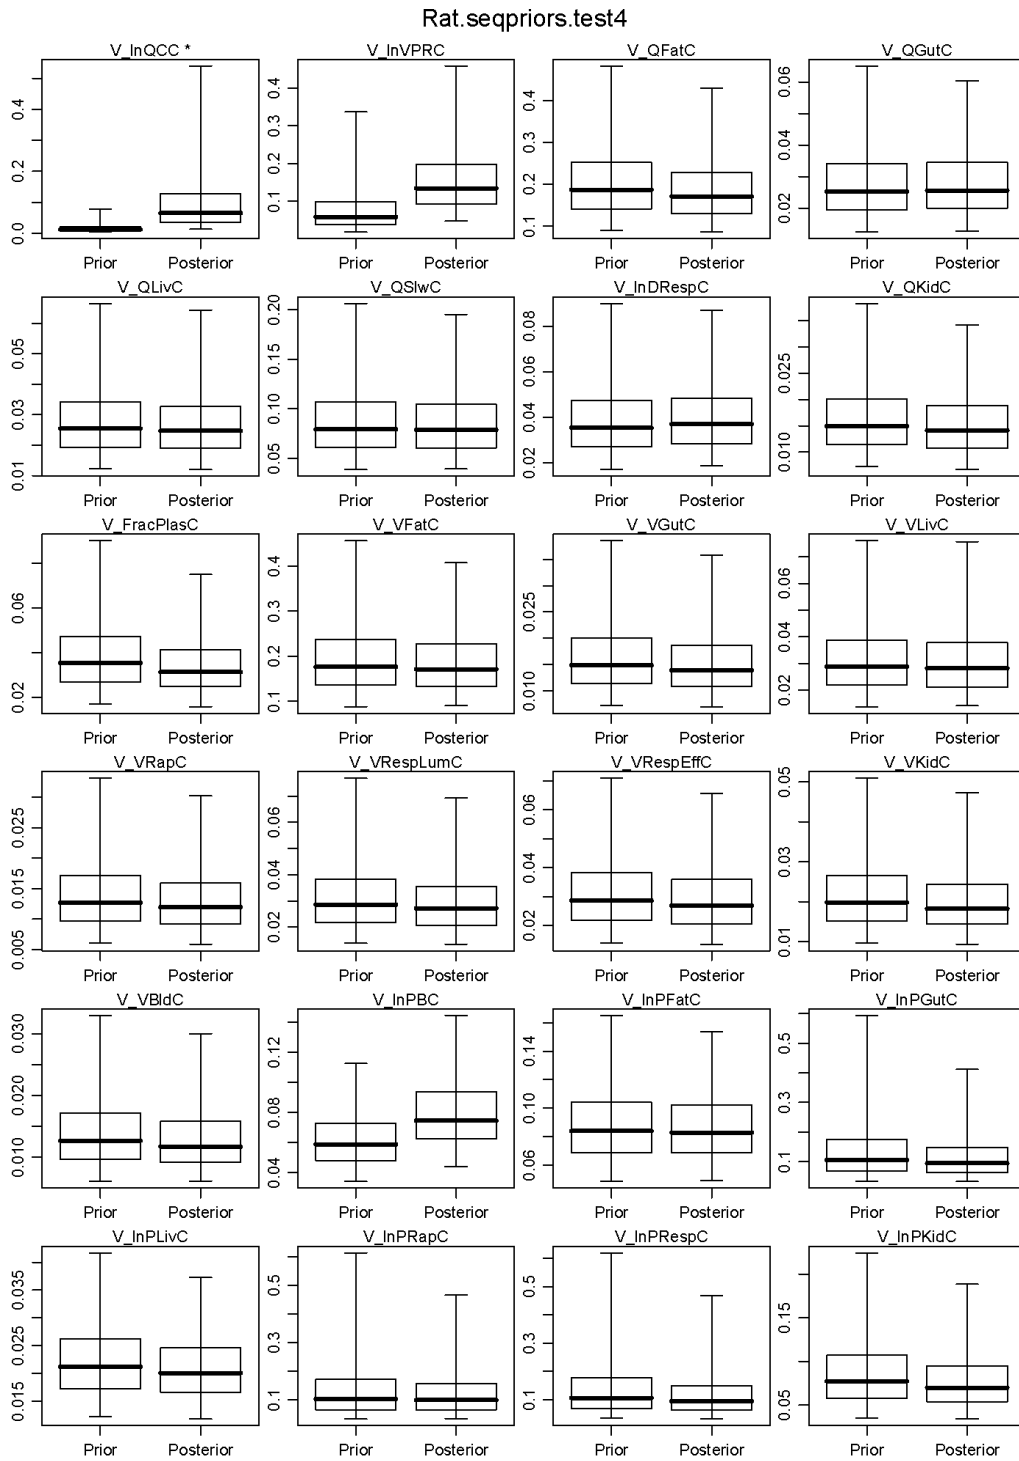 Rat.seqpriors.test4
V_lnQCC *
0.0 0.2 0.4
Prior Posterior
V_lnVPRC
0.1 0.2 0.3 0.4
Prior Posterior
V_QFatC
0.1 0.2 0.3 0.4
Prior Posterior
V_QGutC
0.02 0.04 0.06
Prior Posterior
V_QLivC
0.01 0.03 0.05
Prior Posterior
V_QSlwC
0.05 0.10 0.15 0.20
Prior Posterior
V_lnDRespC
0.02 0.04 0.06 0.08
Prior Posterior
V_QKidC
0.010 0.025
Prior Posterior
V_FracPlasC
0.02 0.06
Prior Posterior
V_VFatC
0.1 0.2 0.3 0.4
Prior Posterior
V_VGutC
0.010 0.025
Prior Posterior
V_VLivC
0.02 0.04 0.06
Prior Posterior
V_VRapC
0.005 0.015 0.025
Prior Posterior
V_VRespLumC
0.02 0.04 0.06
Prior Posterior
V_VRespEffC
0.02 0.04 0.06
Prior Posterior
V_VKidC
0.01 0.03 0.05
Prior Posterior
V_VBldC
0.010 0.020 0.030
Prior Posterior
V_lnPBC
0.04 0.08 0.12
Prior Posterior
V_lnPFatC
0.06 0.10 0.14
Prior Posterior
V_lnPGutC
0.1 0.3 0.5
Prior Posterior
V_lnPLivC
0.015 0.025 0.035
Prior Posterior
V_lnPRapC
0.1 0.3 0.5
Prior Posterior
V_lnPRespC
0.1 0.3 0.5
Prior Posterior
V_lnPKidC
0.05 0.15
Prior Posterior